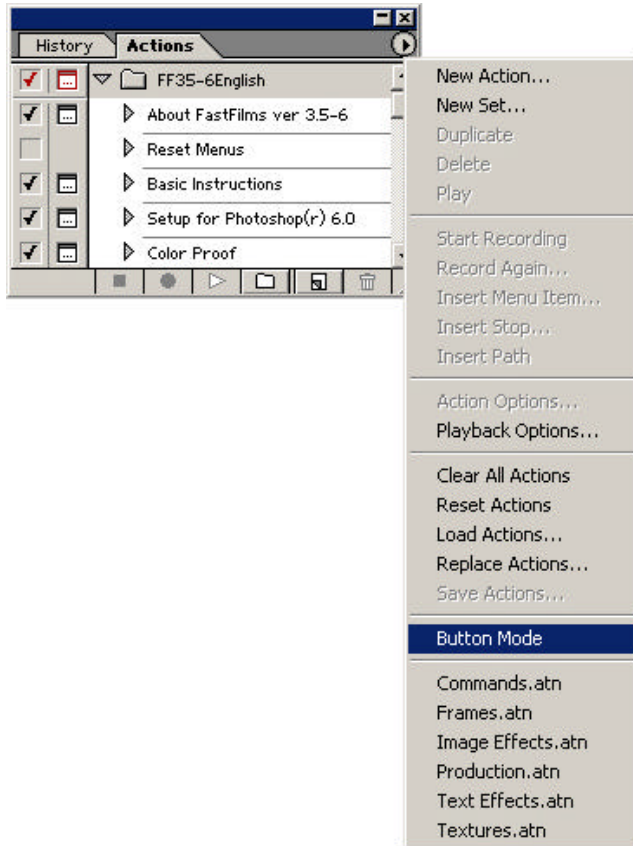 History
Actions
FF35-6English
About FastFilms ver 3.5-6
Reset Menus
Basic Instructions
Setup for Photoshop(r) 6.0
Color Proof
New Action...
New Set...
Duplicate
Delete
Play
Start Recording
Record Again...
Insert Menu Item...
Insert Stop...
Insert Path
Action Options...
Playback Options...
Clear All Actions
Reset Actions
Load Actions...
Replace Actions...
Save Actions...
Button Mode
Commands.atn
Frames.atn
Image Effects.atn
Production.atn
Text Effects.atn
Textures.atn